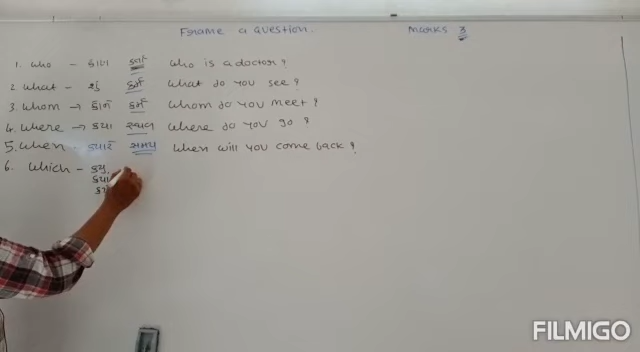 Frame a question. Marks 3
1. Who - કોણ કર્તા Who is a doctor?
2. What - શું કર્મ What do you see?
3. Whom → કોને કર્મ Whom do you meet?
4. Where → ક્યાં સ્થળ Where do you go?
5. When - ક્યારે સમય When will you come back?
6. Which - કયુ,
કયા
FILMIGO